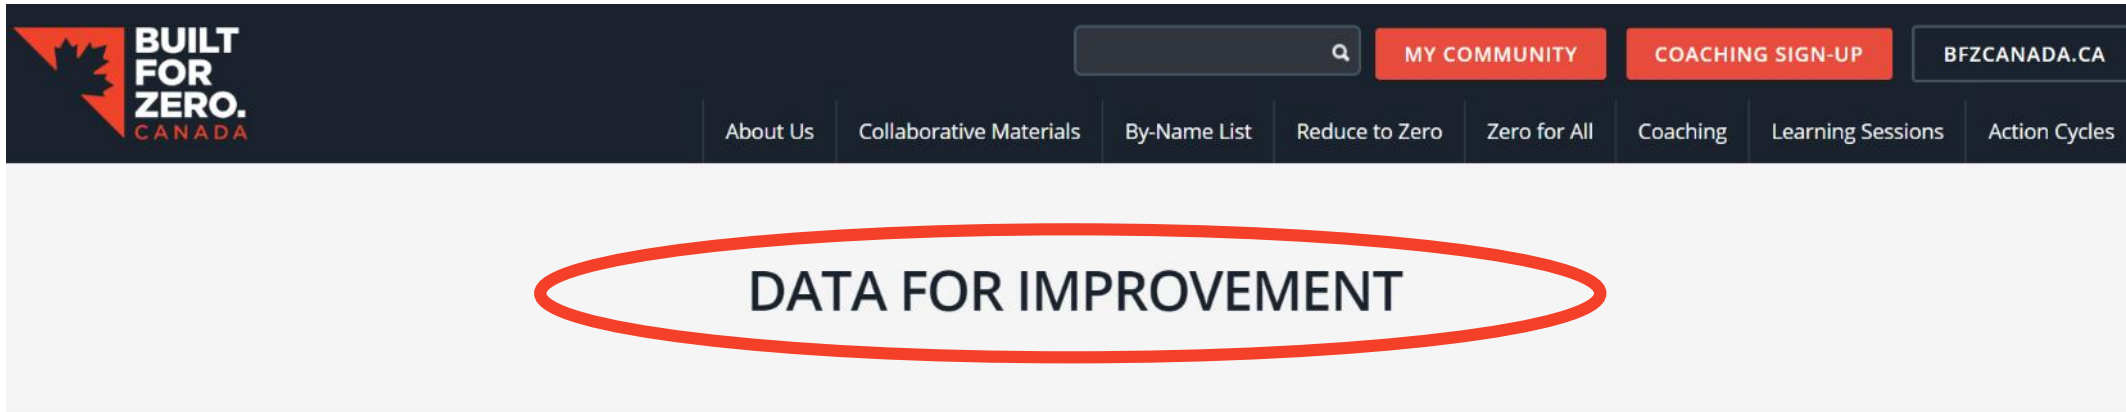 BUILT
FOR
ZERO.
CANADA
MY COMMUNITY
COACHING SIGN-UP
BFZCANADA.CA
About Us
Collaborative Materials
By-Name List
Reduce to Zero
Zero for All
Coaching
Learning Sessions
Action Cycles
DATA FOR IMPROVEMENT